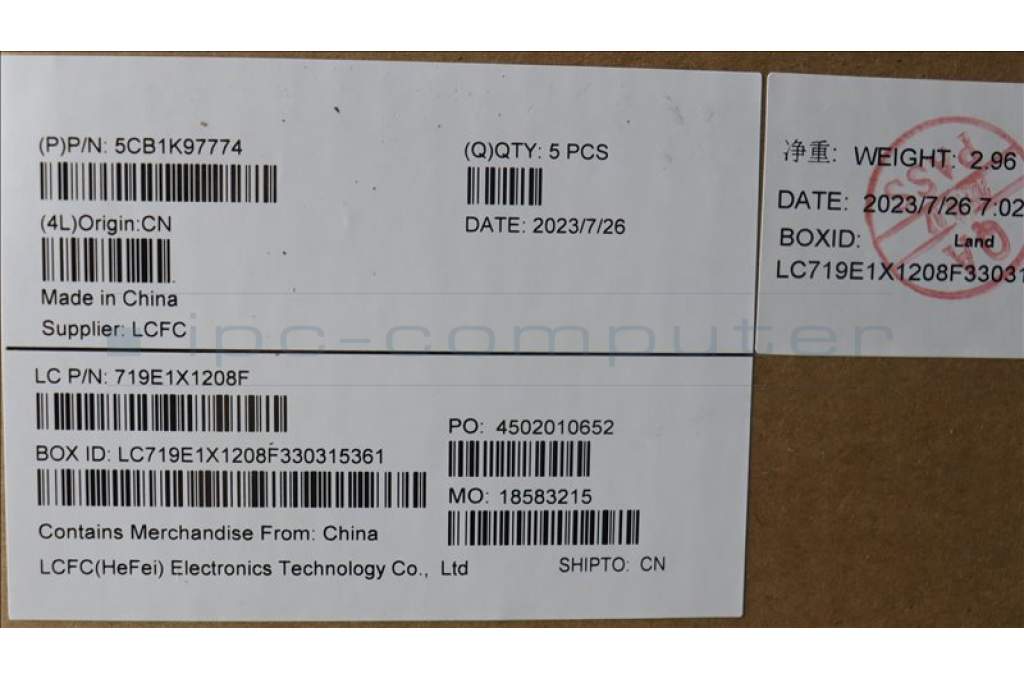 (P)P/N: 5CB1K97774
(Q)QTY: 5 PCS
(4L)Origin:CN
DATE: 2023/7/26
Made in China
Supplier: LCFC
LC P/N: 719E1X1208F
PO: 4502010652
BOX ID: LC719E1X1208F330315361
MO: 18583215
Contains Merchandise From: China
LCFC(HeFei) Electronics Technology Co., Ltd
SHIPTO: CN
净重: WEIGHT: 2.96
DATE: 2023/7/26 7:02
BOXID: Land
LC719E1X1208F33031
PASS
QA
ipc-computer